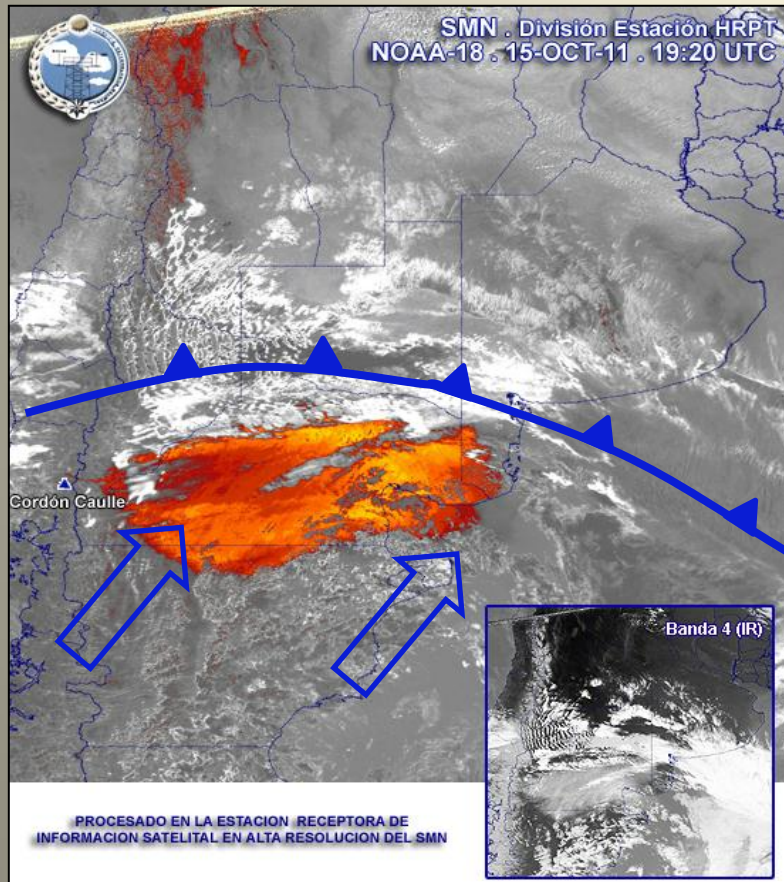 SMN . División Estación HRPT
NOAA-18 . 15-OCT-11 . 19:20 UTC
Cordón Caulle
Banda 4 (IR)
PROCESADO EN LA ESTACION RECEPTORA DE
INFORMACION SATELITAL EN ALTA RESOLUCION DEL SMN